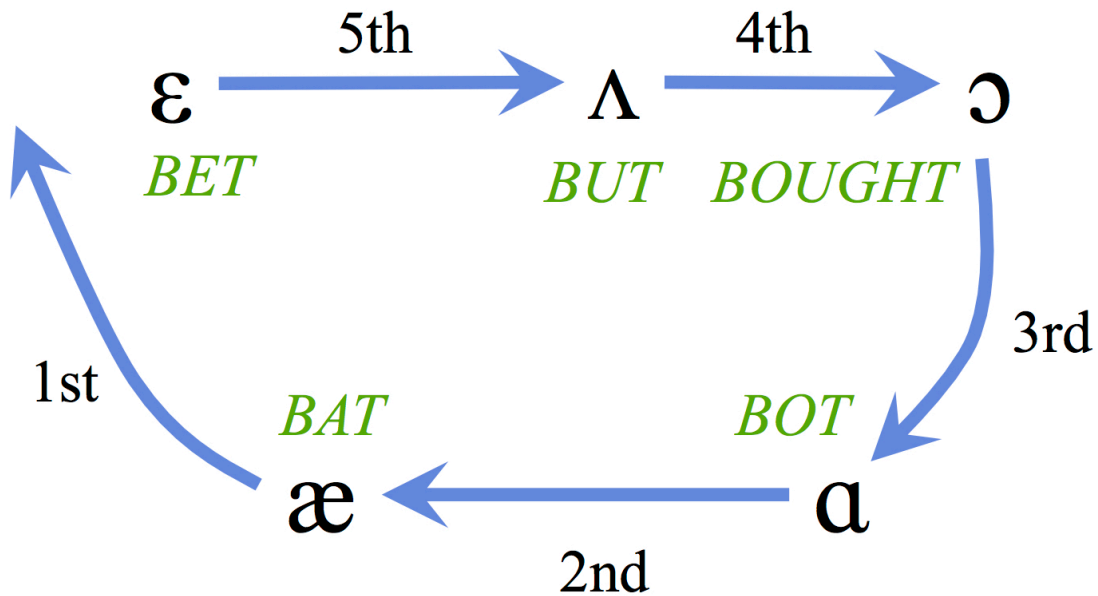 5th 4th
ɛ ʌ ɔ
BET BUT BOUGHT
3rd
1st
BAT BOT
æ ɑ
2nd